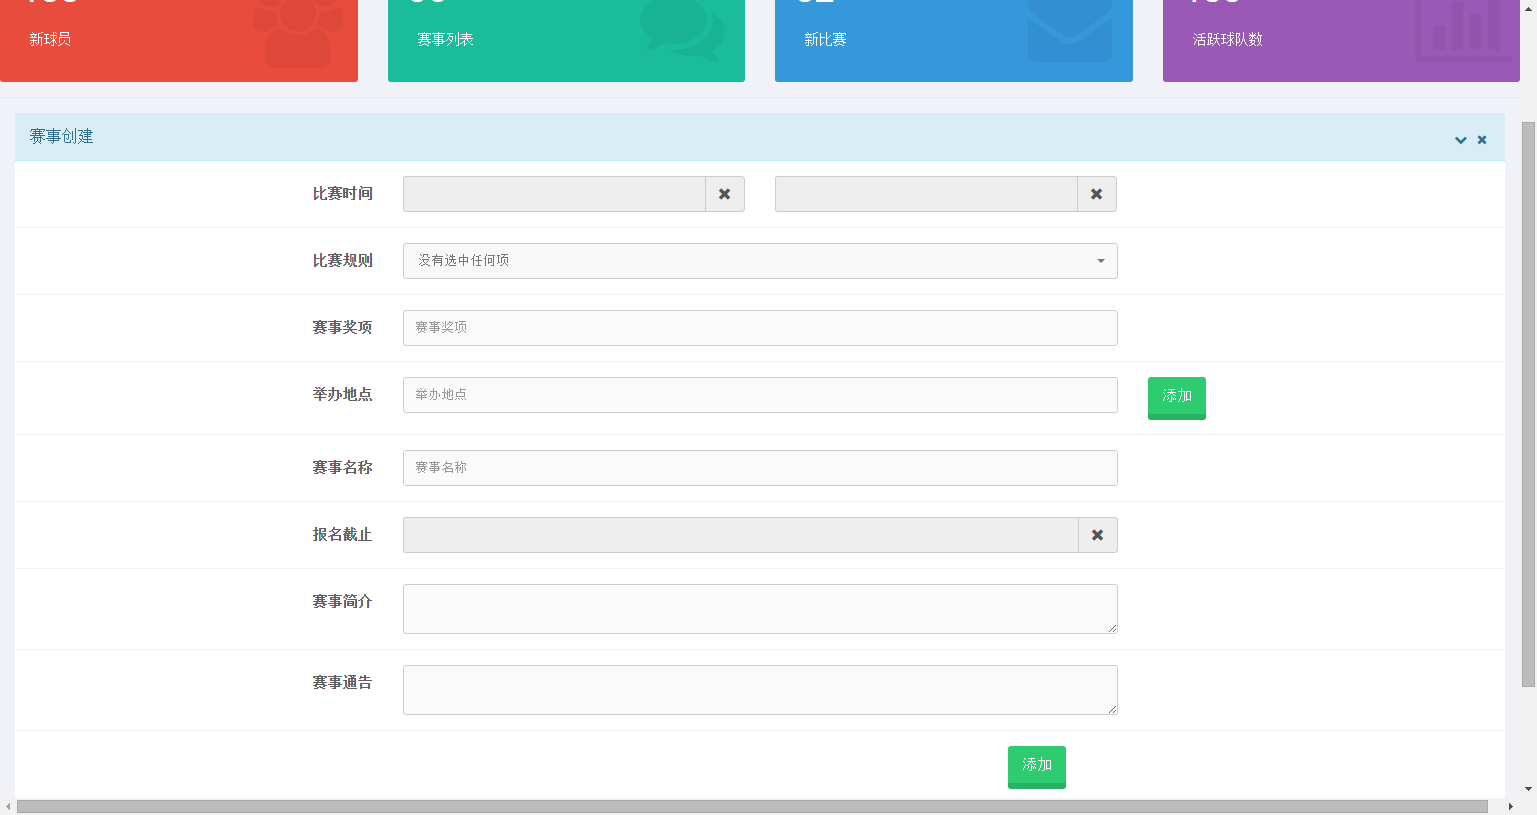 新球员
赛事列表
新比赛
活跃球队数
赛事创建
比赛时间
比赛规则
没有选中任何项
赛事奖项
赛事奖项
举办地点
举办地点
添加
赛事名称
赛事名称
报名截止
赛事简介
赛事通告
添加